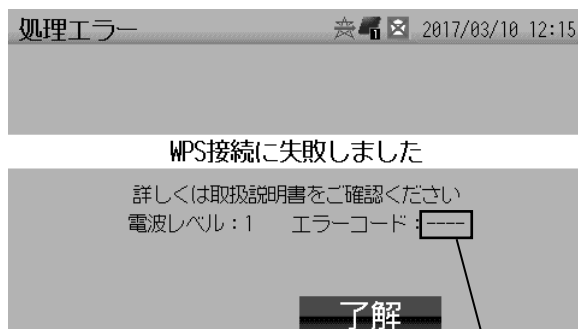 処理エラー 1 2017/03/10 12:15
WPS接続に失敗しました
詳しくは取扱説明書をご確認ください
電波レベル:1 エラーコード:----
了解